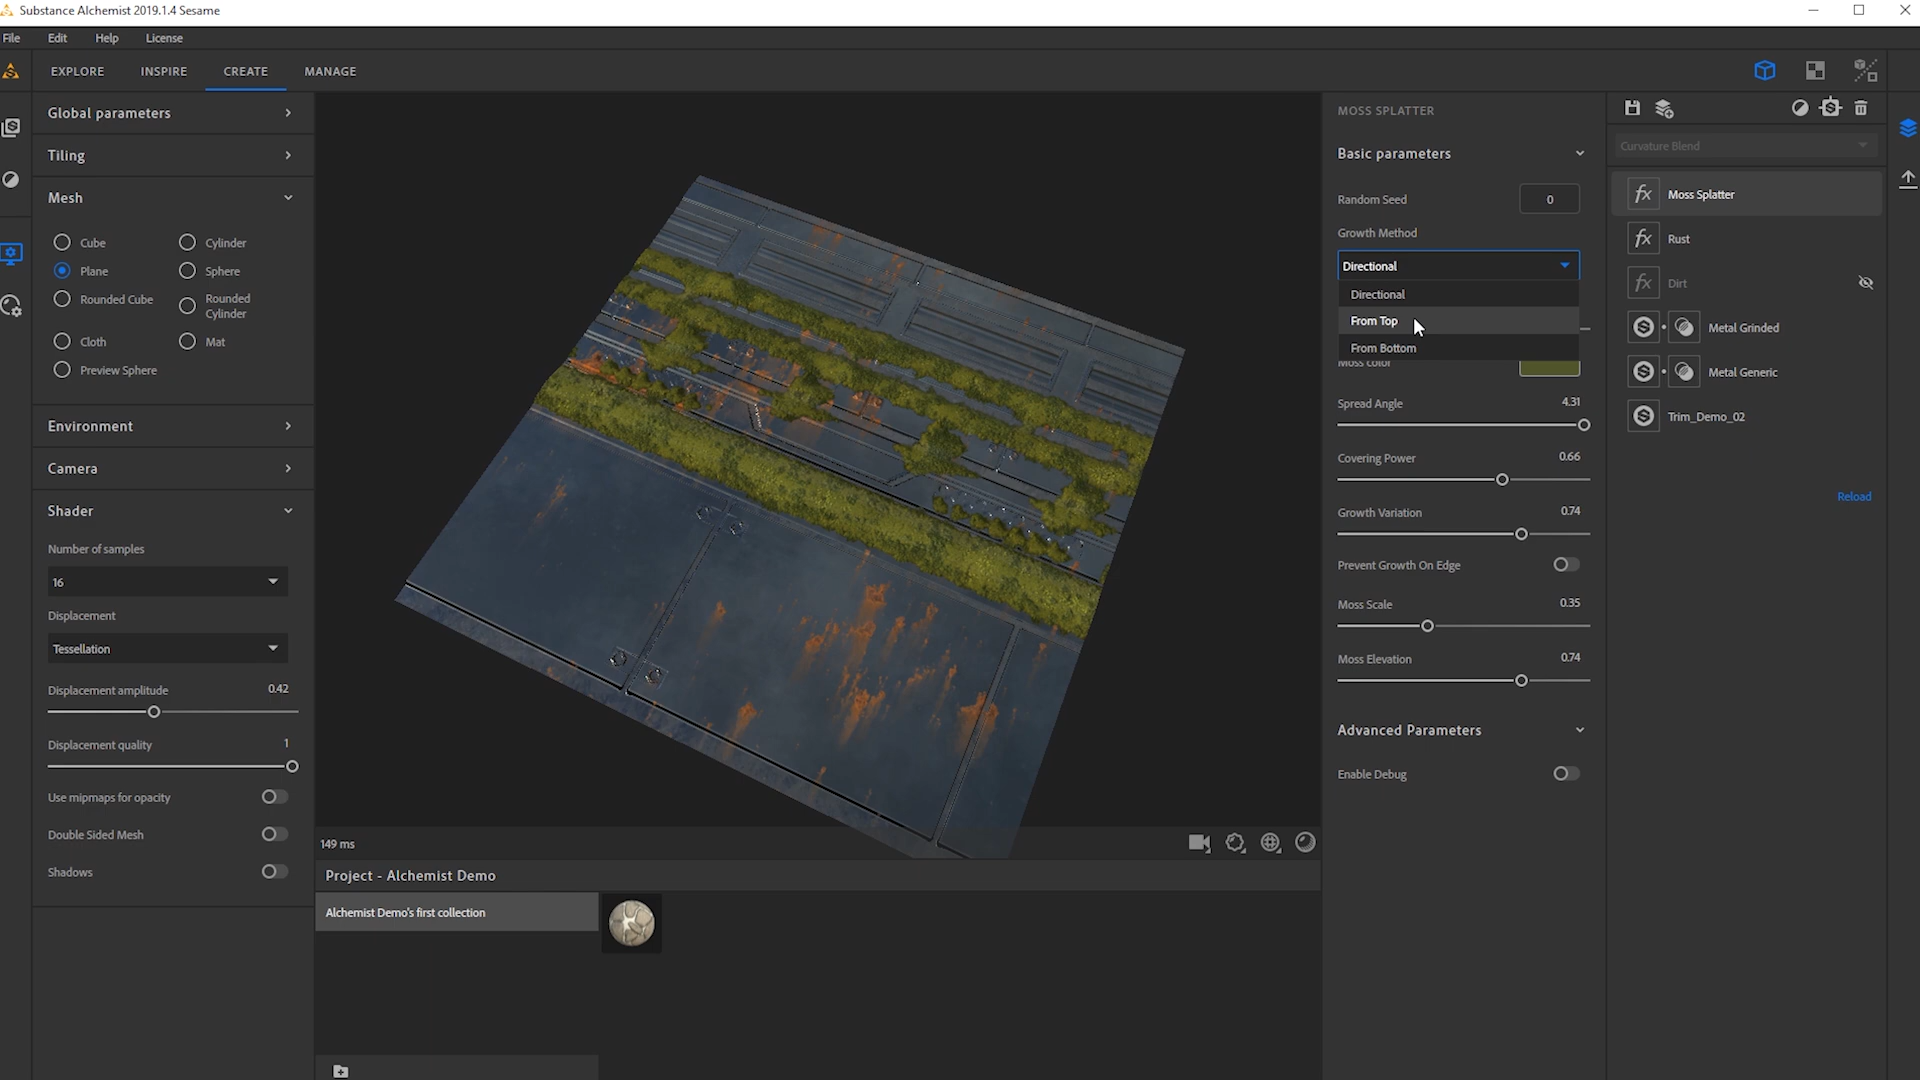 Substance Alchemist 2019.1.4 Sesame
File Edit Help License
EXPLORE INSPIRE CREATE MANAGE
Global parameters
Tiling
Mesh
Cube Cylinder
Plane Sphere
Rounded Cube Rounded Cylinder
Cloth Mat
Preview Sphere
Environment
Camera
Shader
Number of samples
16
Displacement
Tessellation
Displacement amplitude 0.42
Displacement quality 1
Use mipmaps for opacity
Double Sided Mesh
Shadows
149 ms
Project - Alchemist Demo
Alchemist Demo's first collection
MOSS SPLATTER
Basic parameters
Random Seed 0
Growth Method
Directional
Directional
From Top
From Bottom
Moss color
Spread Angle 4.31
Covering Power 0.66
Growth Variation 0.74
Prevent Growth On Edge
Moss Scale 0.35
Moss Elevation 0.74
Advanced Parameters
Enable Debug
Curvature Blend
fx Moss Splatter
fx Rust
fx Dirt
Metal Grinded
Metal Generic
Trim_Demo_02
Reload